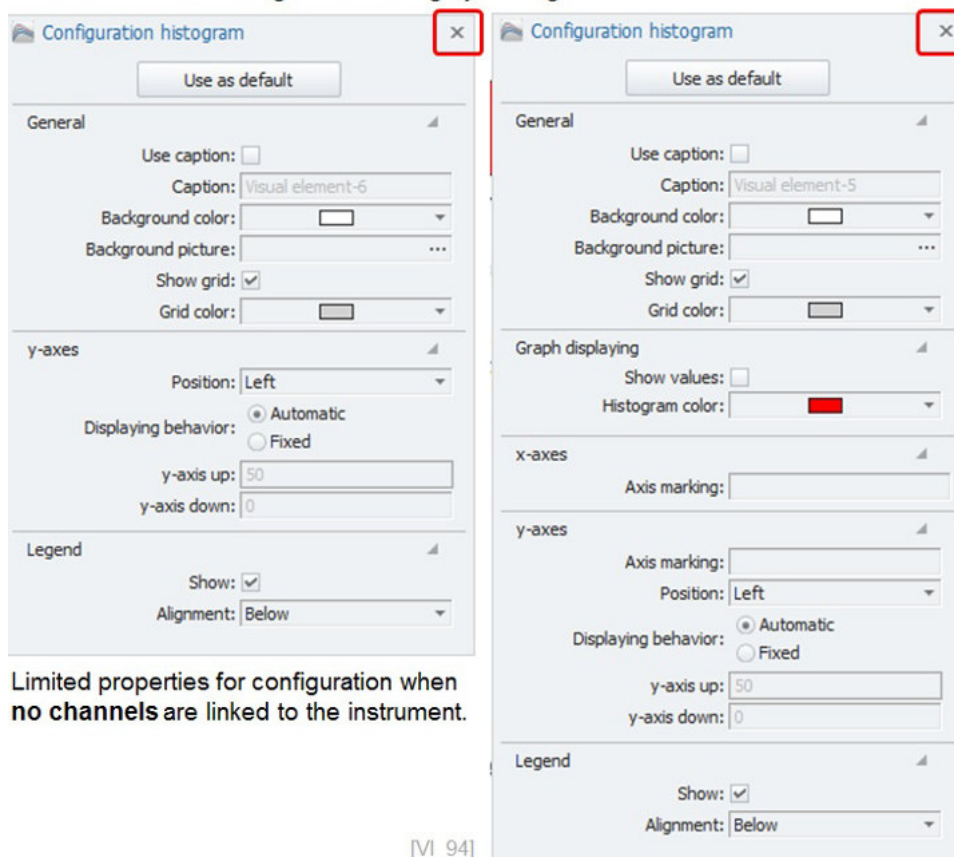 Configuration histogram ×
Use as default
General
Use caption:
Caption: Visual element-6
Background color:
Background picture: ...
Show grid:
Grid color:
y-axes
Position: Left
Displaying behavior: Automatic
Fixed
y-axis up: 50
y-axis down: 0
Legend
Show:
Alignment: Below
Limited properties for configuration when
no channels are linked to the instrument.
[VI_94]
Configuration histogram ×
Use as default
General
Use caption:
Caption: Visual element-5
Background color:
Background picture: ...
Show grid:
Grid color:
Graph displaying
Show values:
Histogram color:
x-axes
Axis marking:
y-axes
Axis marking:
Position: Left
Displaying behavior: Automatic
Fixed
y-axis up: 50
y-axis down: 0
Legend
Show:
Alignment: Below